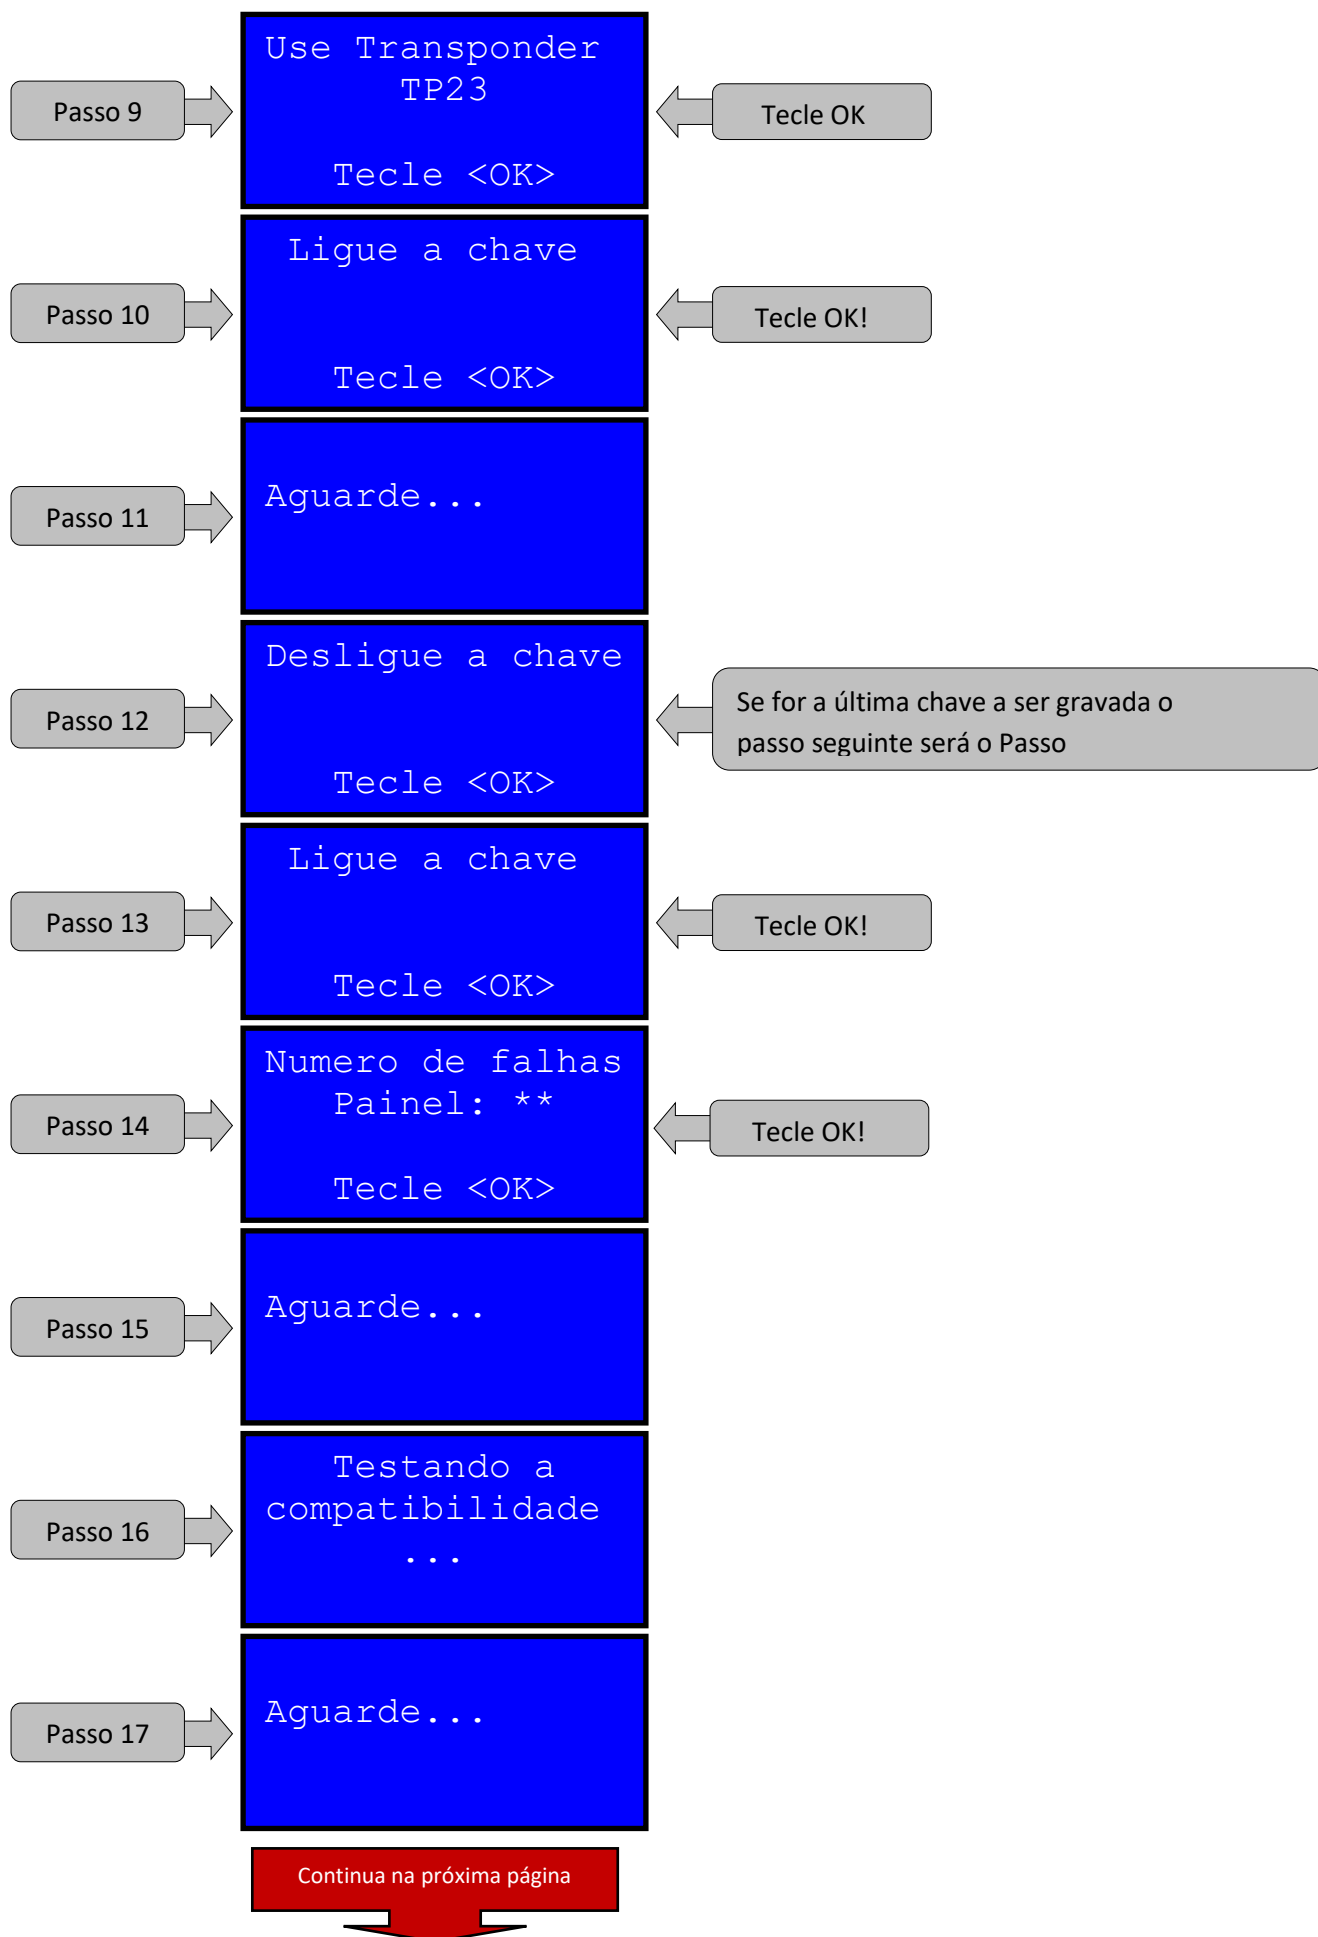 Passo 9
Use Transponder
TP23
Tecle <OK>
Tecle OK
Passo 10
Ligue a chave
Tecle <OK>
Tecle OK!
Passo 11
Aguarde...
Passo 12
Desligue a chave
Tecle <OK>
Se for a última chave a ser gravada o
passo seguinte será o Passo
Passo 13
Ligue a chave
Tecle <OK>
Tecle OK!
Passo 14
Numero de falhas
Painel: **
Tecle <OK>
Tecle OK!
Passo 15
Aguarde...
Passo 16
Testando a
compatibilidade
...
Passo 17
Aguarde...
Continua na próxima página